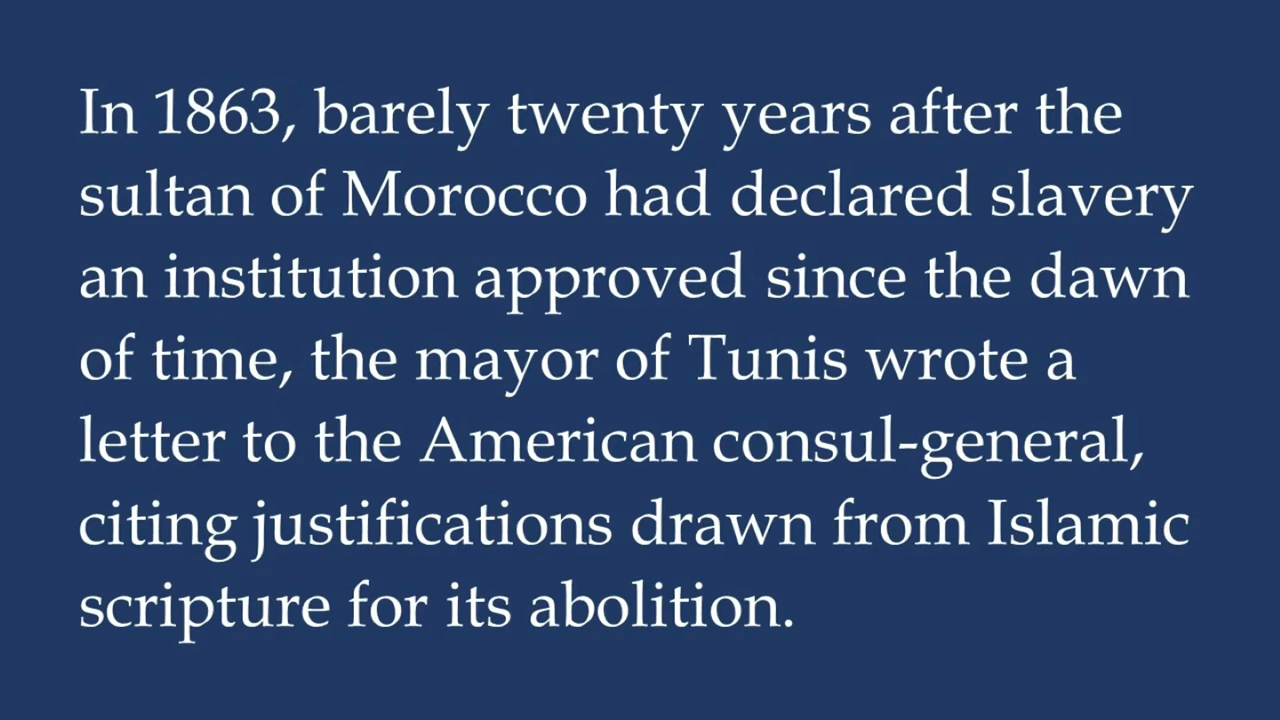 In 1863, barely twenty years after the
sultan of Morocco had declared slavery
an institution approved since the dawn
of time, the mayor of Tunis wrote a
letter to the American consul-general,
citing justifications drawn from Islamic
scripture for its abolition.